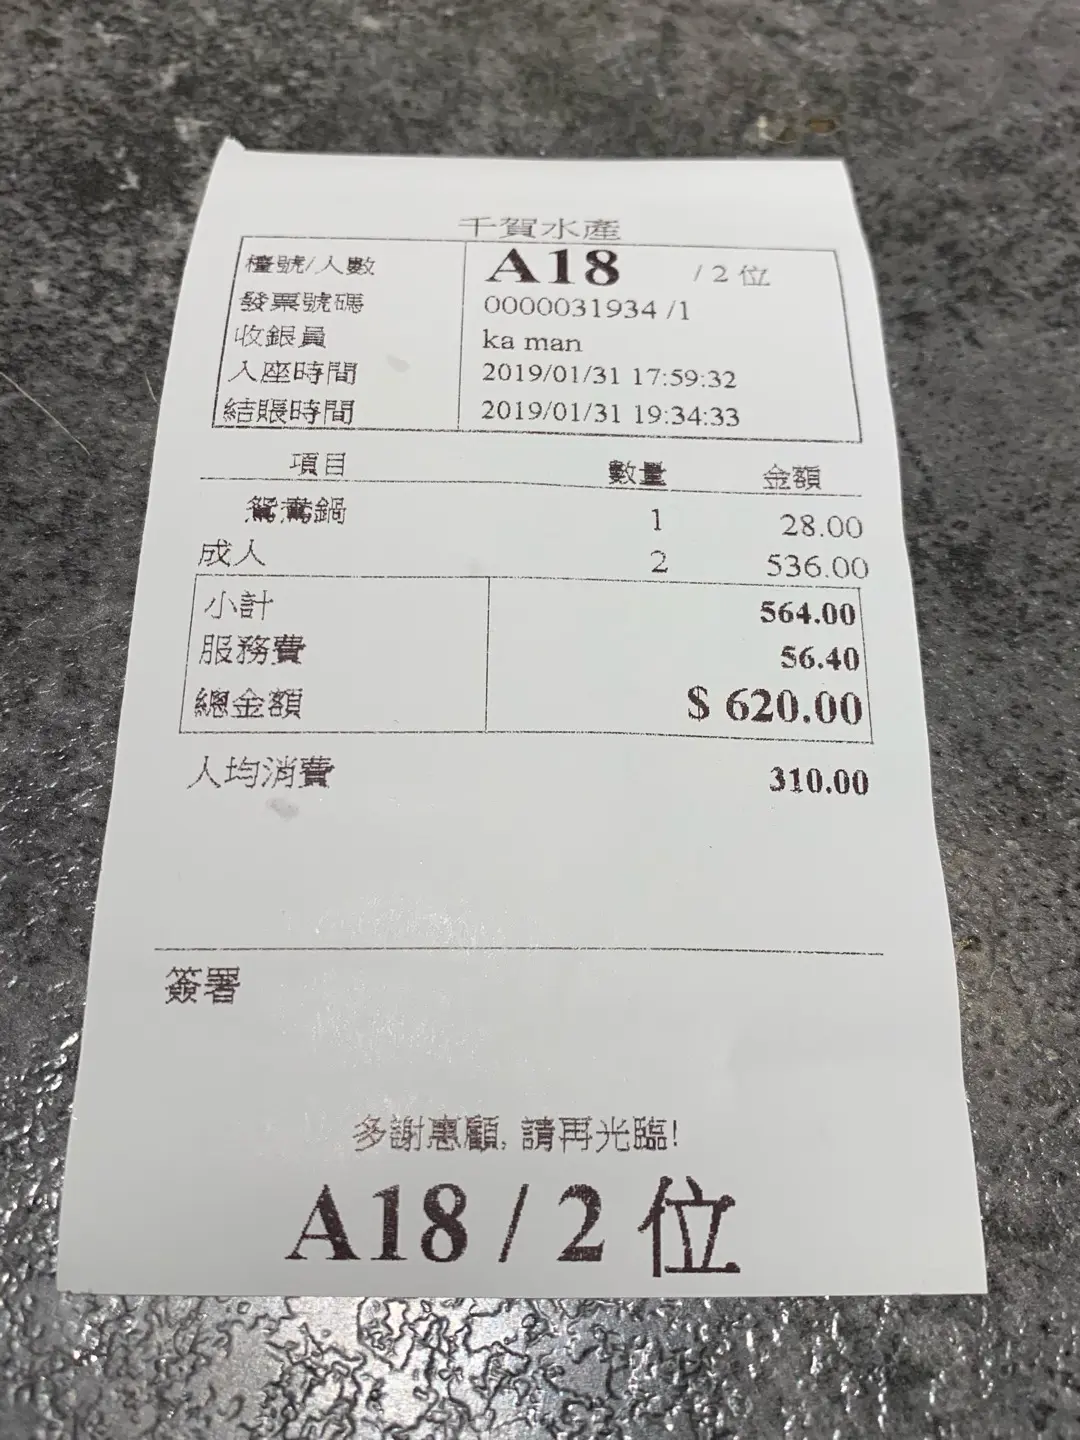 千賀水產
檯號/人數 A18 / 2 位
發票號碼 0000031934 /1
收銀員 ka man
入座時間 2019/01/31 17:59:32
結賬時間 2019/01/31 19:34:33
項目 數量 金額
鴛鴦鍋 1 28.00
成人 2 536.00
小計 564.00
服務費 56.40
總金額 $ 620.00
人均消費 310.00
簽署
多謝惠顧, 請再光臨!
A18 / 2 位